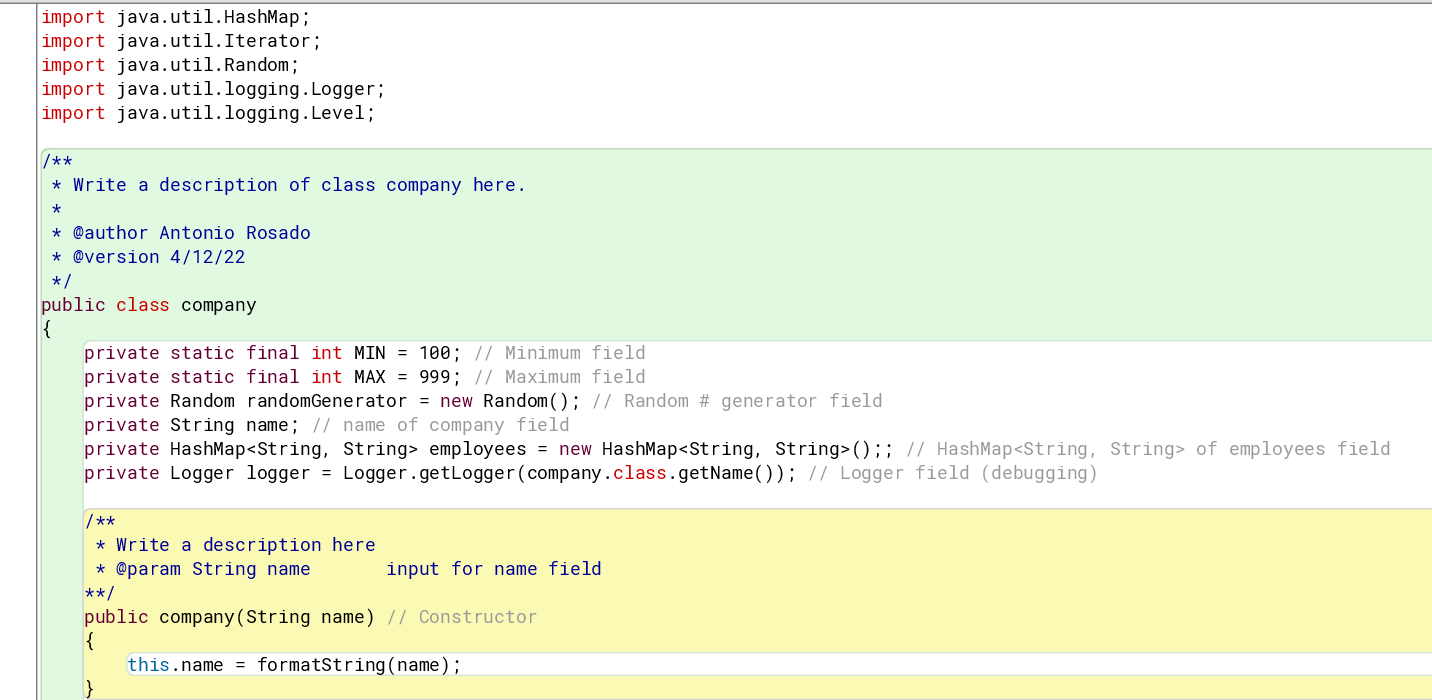 import java.util.HashMap;
import java.util.Iterator;
import java.util.Random;
import java.util.logging.Logger;
import java.util.logging.Level;

/**
 * Write a description of class company here.
 *
 * @author Antonio Rosado
 * @version 4/12/22
 */
public class company
{
    private static final int MIN = 100; // Minimum field
    private static final int MAX = 999; // Maximum field
    private Random randomGenerator = new Random(); // Random # generator field
    private String name; // name of company field
    private HashMap<String, String> employees = new HashMap<String, String>();; // HashMap<String, String> of employees field
    private Logger logger = Logger.getLogger(company.class.getName()); // Logger field (debugging)

    /**
     * Write a description here
     * @param String name       input for name field
    **/
    public company(String name) // Constructor
    {
        this.name = formatString(name);
    }